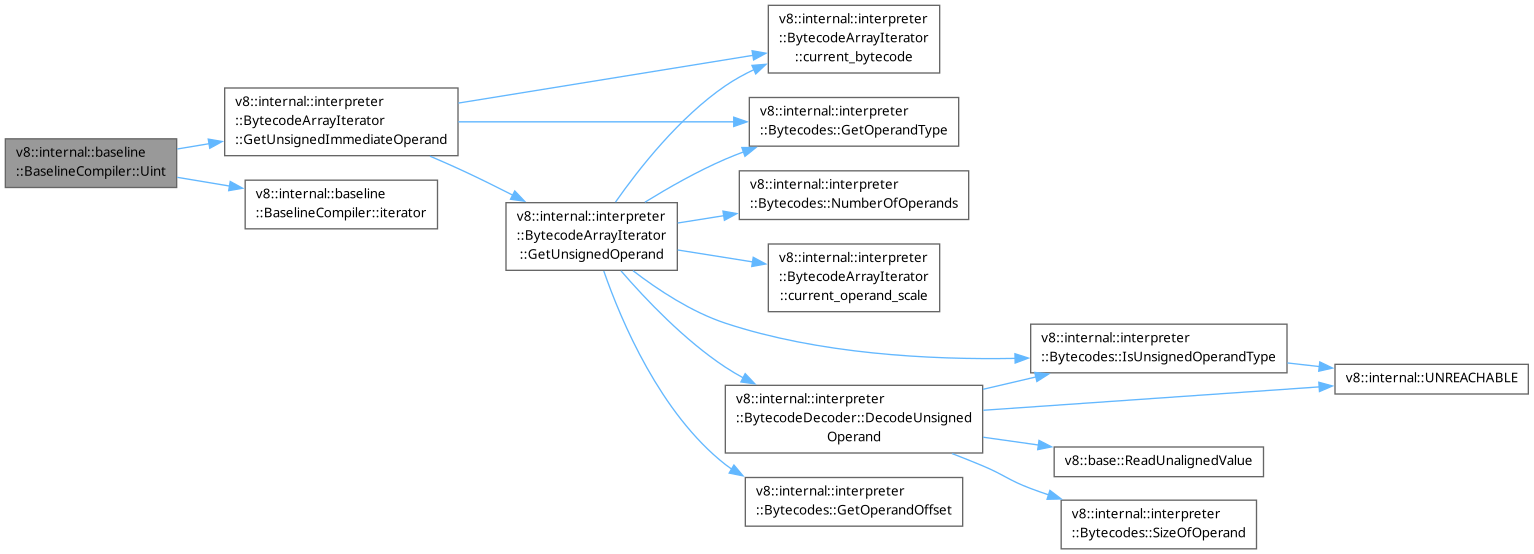 v8::internal::baseline
::BaselineCompiler::Uint
v8::internal::interpreter
::BytecodeArrayIterator
::GetUnsignedImmediateOperand
v8::internal::baseline
::BaselineCompiler::iterator
v8::internal::interpreter
::BytecodeArrayIterator
::GetUnsignedOperand
v8::internal::interpreter
::BytecodeArrayIterator
::current_bytecode
v8::internal::interpreter
::Bytecodes::GetOperandType
v8::internal::interpreter
::Bytecodes::NumberOfOperands
v8::internal::interpreter
::BytecodeArrayIterator
::current_operand_scale
v8::internal::interpreter
::BytecodeDecoder::DecodeUnsigned
Operand
v8::internal::interpreter
::Bytecodes::GetOperandOffset
v8::internal::interpreter
::Bytecodes::IsUnsignedOperandType
v8::base::ReadUnalignedValue
v8::internal::interpreter
::Bytecodes::SizeOfOperand
v8::internal::UNREACHABLE